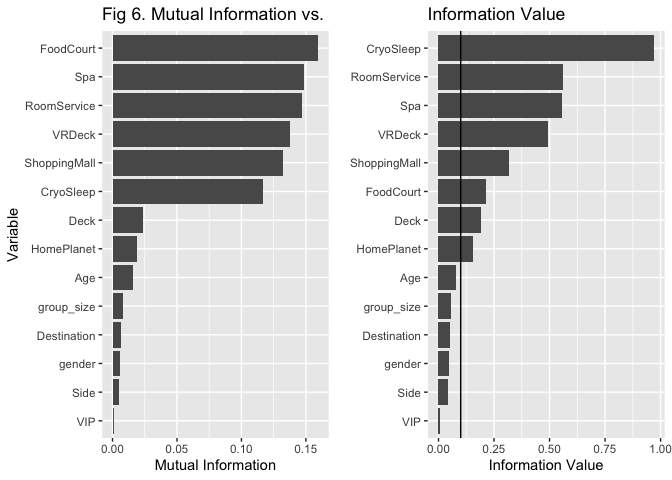 Fig 6. Mutual Information vs.
Variable
FoodCourt
Spa
RoomService
VRDeck
ShoppingMall
CryoSleep
Deck
HomePlanet
Age
group_size
Destination
gender
Side
VIP
0.00 0.05 0.10 0.15
Mutual Information
Information Value
CryoSleep
RoomService
Spa
VRDeck
ShoppingMall
FoodCourt
Deck
HomePlanet
Age
group_size
Destination
gender
Side
VIP
0.00 0.25 0.50 0.75 1.00
Information Value